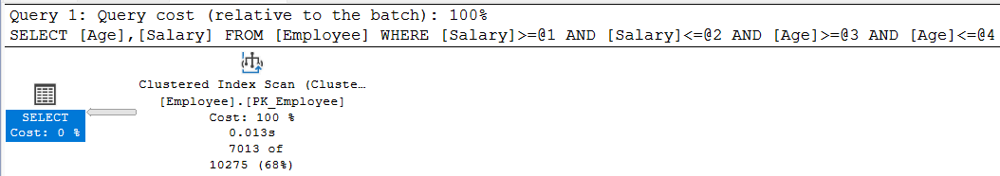 Query 1: Query cost (relative to the batch): 100%
SELECT [Age],[Salary] FROM [Employee] WHERE [Salary]>=@1 AND [Salary]<=@2 AND [Age]>=@3 AND [Age]<=@4
SELECT
Cost: 0 %
Clustered Index Scan (Cluste…
[Employee].[PK_Employee]
Cost: 100 %
0.013s
7013 of
10275 (68%)